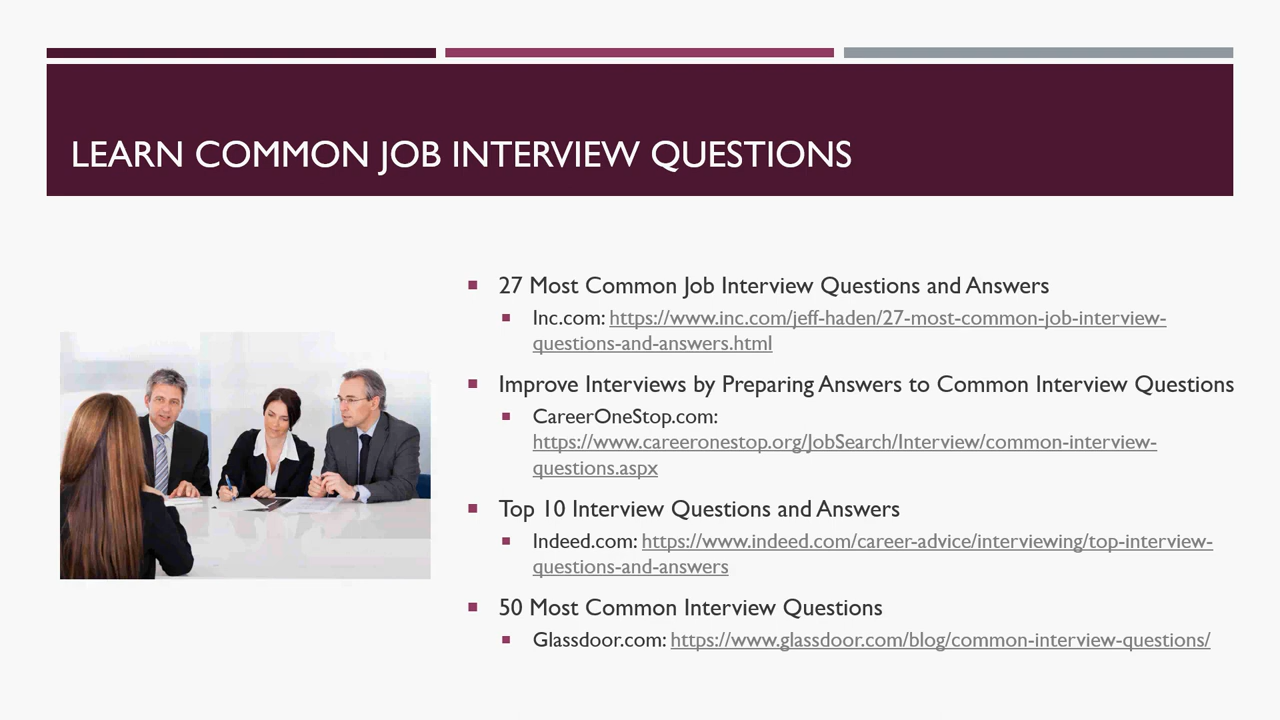 LEARN COMMON JOB INTERVIEW QUESTIONS
27 Most Common Job Interview Questions and Answers
Inc.com: https://www.inc.com/jeff-haden/27-most-common-job-interview-
questions-and-answers.html
Improve Interviews by Preparing Answers to Common Interview Questions
CareerOneStop.com:
https://www.careeronestop.org/JobSearch/Interview/common-interview-
questions.aspx
Top 10 Interview Questions and Answers
Indeed.com: https://www.indeed.com/career-advice/interviewing/top-interview-
questions-and-answers
50 Most Common Interview Questions
Glassdoor.com: https://www.glassdoor.com/blog/common-interview-questions/